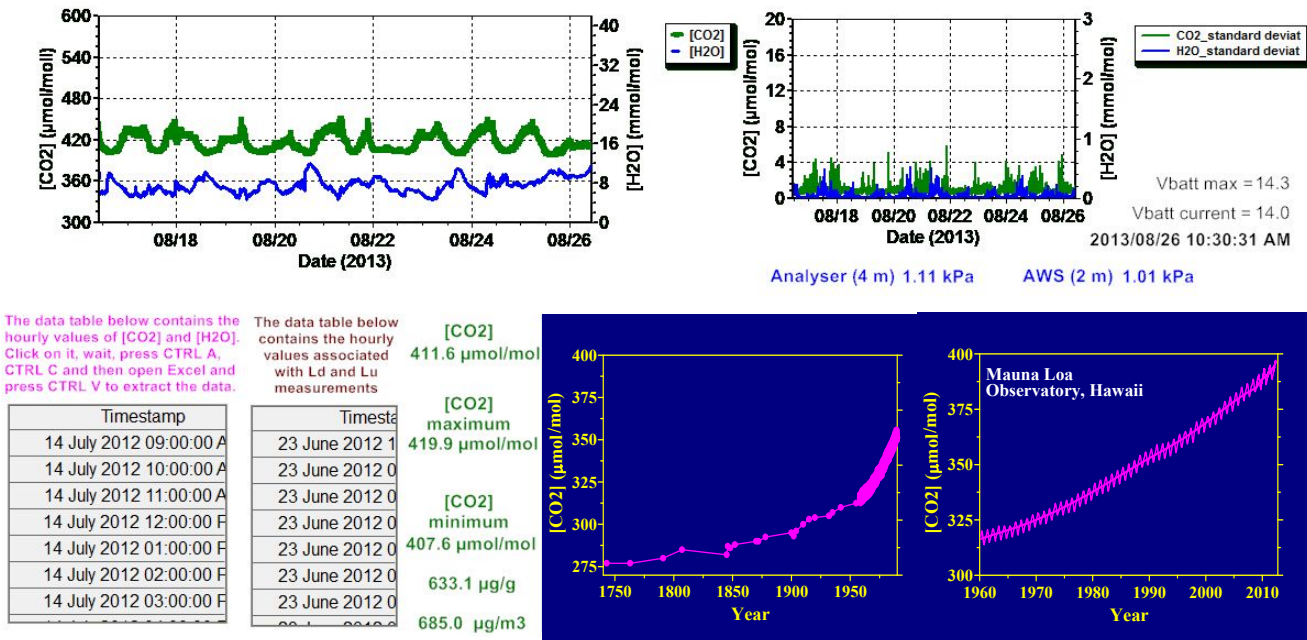 600
540
480
420
360
300
[CO2] (µmol/mol)
40
32
24
16
8
0
[H2O] (mmol/mol)
08/18
08/20
08/22
08/24
08/26
Date (2013)
[CO2]
[H2O]
20
16
12
8
4
0
[CO2] (µmol/mol)
3
2
1
0
[H2O] (mmol/mol)
08/18
08/20
08/22
08/24
08/26
Date (2013)
CO2_standard deviat
H2O_standard deviat
Vbatt max = 14.3
Vbatt current = 14.0
2013/08/26 10:30:31 AM
Analyser (4 m) 1.11 kPa
AWS (2 m) 1.01 kPa
The data table below contains the
hourly values of [CO2] and [H2O].
Click on it, wait, press CTRL A,
CTRL C and then open Excel and
press CTRL V to extract the data.
Timestamp
14 July 2012 09:00:00 A
14 July 2012 10:00:00 A
14 July 2012 11:00:00 A
14 July 2012 12:00:00 F
14 July 2012 01:00:00 F
14 July 2012 02:00:00 F
14 July 2012 03:00:00 F
The data table below
contains the hourly
values associated
with Ld and Lu
measurements
Timesta
23 June 2012 1
23 June 2012 0
23 June 2012 0
23 June 2012 0
23 June 2012 0
23 June 2012 0
23 June 2012 0
[CO2]
411.6 µmol/mol
[CO2]
maximum
419.9 µmol/mol
[CO2]
minimum
407.6 µmol/mol
633.1 µg/g
685.0 µg/m3
400
375
350
325
300
275
[CO2] (µmol/mol)
1750
1800
1850
1900
1950
Year
Mauna Loa
Observatory, Hawaii
400
375
350
325
300
[CO2] (µmol/mol)
1960
1970
1980
1990
2000
2010
Year